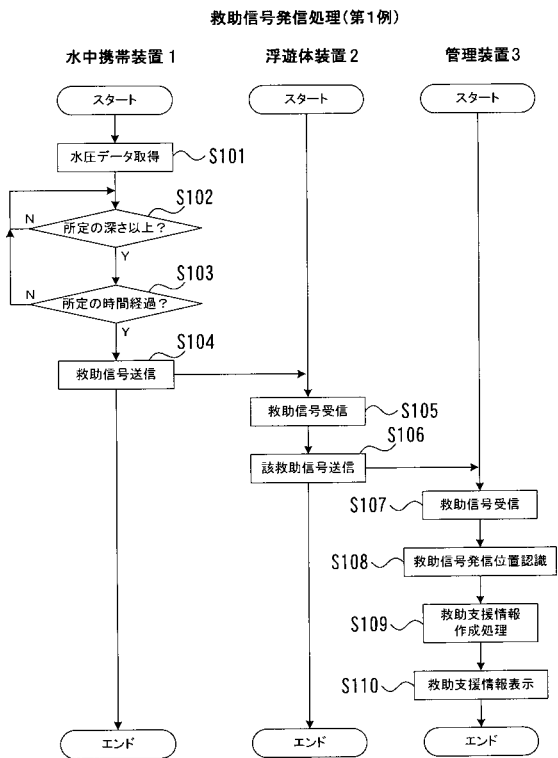 救助信号発信処理(第1例)
水中携帯装置1
浮遊体装置2
管理装置3
スタート
スタート
スタート
水圧データ取得
S101
S102
N
所定の深さ以上?
Y
S103
N
所定の時間経過?
Y
S104
救助信号送信
救助信号受信
S105
S106
該救助信号送信
S107
救助信号受信
S108
救助信号発信位置認識
S109
救助支援情報
作成処理
S110
救助支援情報表示
エンド
エンド
エンド